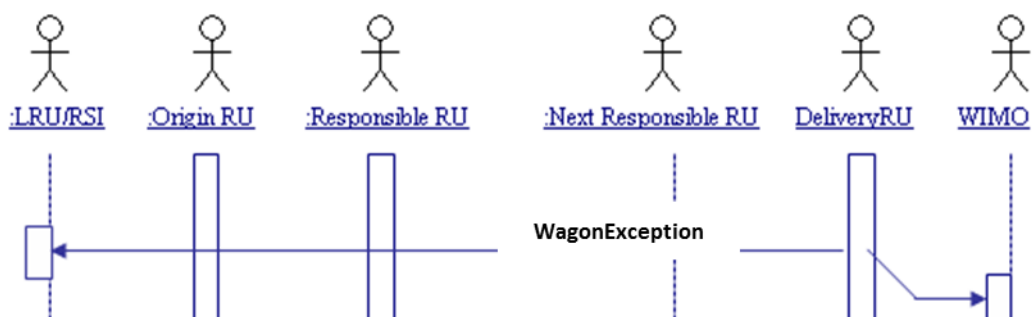 :LRU/RSI :Origin RU :Responsible RU :Next Responsible RU DeliveryRU WIMO
WagonException